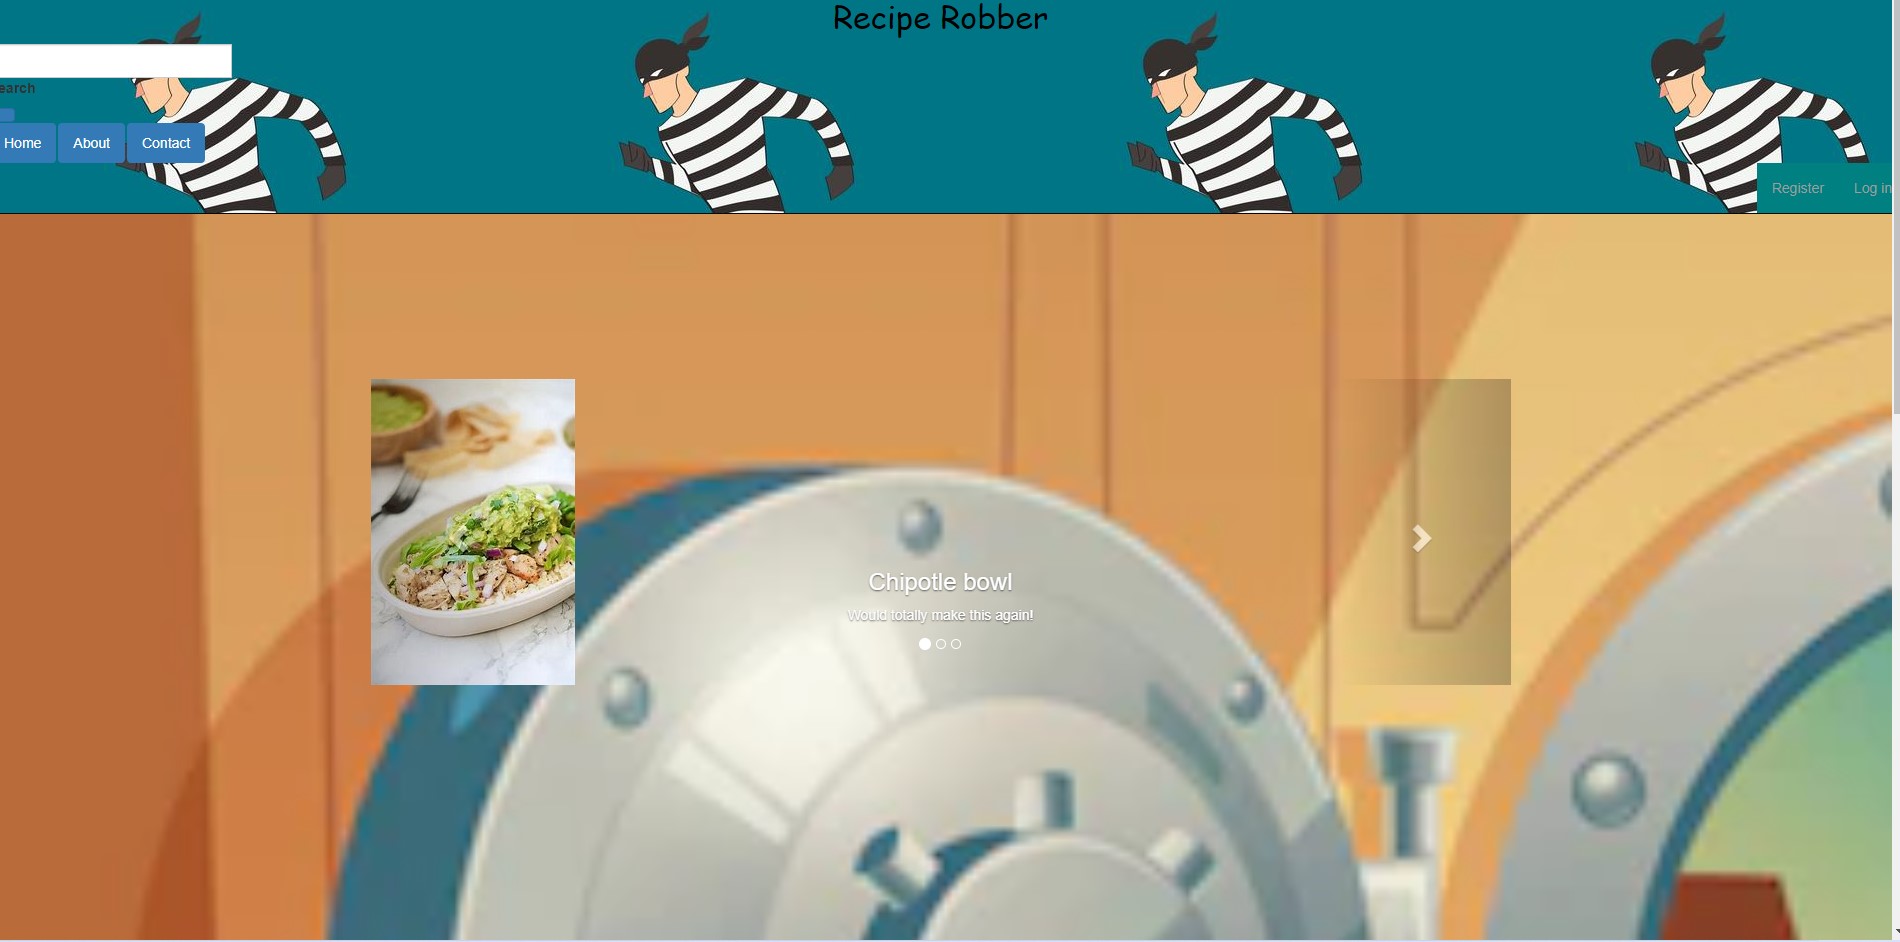 Recipe Robber
earch
Home About Contact
Register Log in
Chipotle bowl
Would totally make this again!